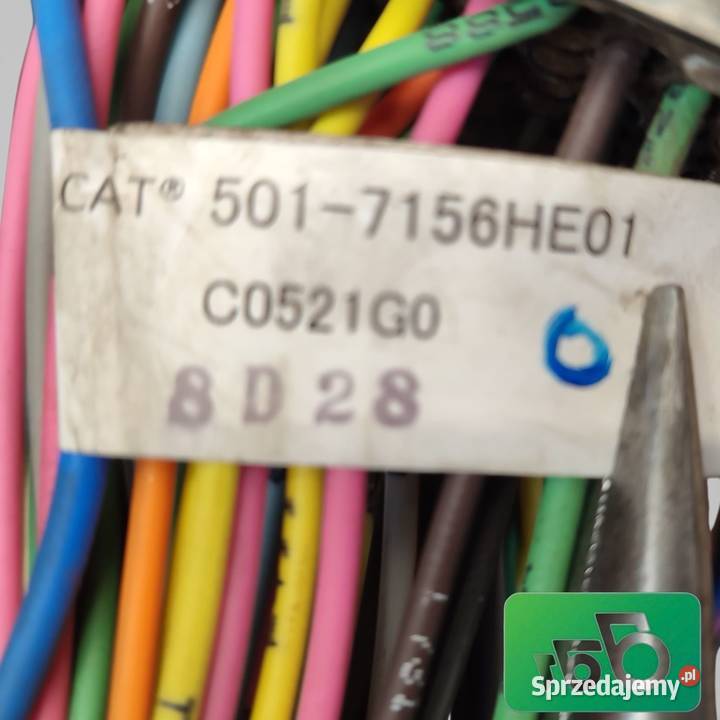 CAT® 501-7156HE01
C0521G0
8D28
Sprzedajemy.pl